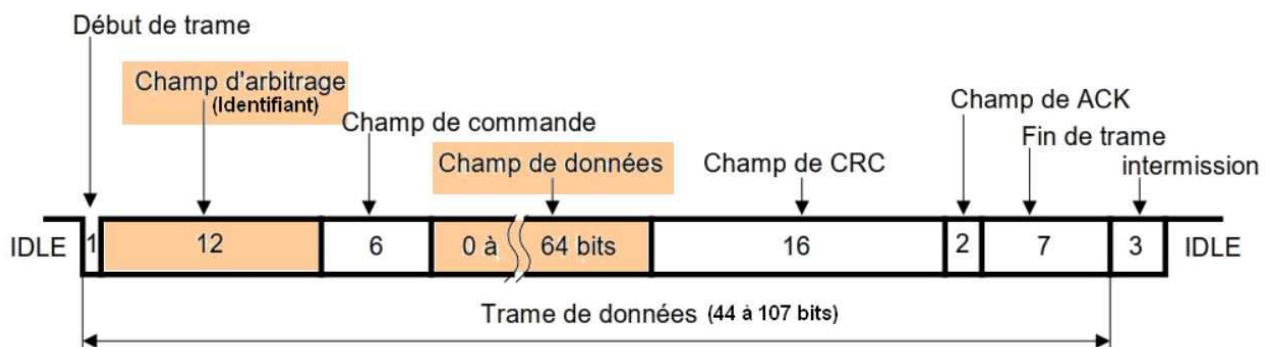 Début de trame
Champ d'arbitrage
(Identifiant)
Champ de commande
Champ de données
Champ de CRC
Champ de ACK
Fin de trame
intermission
IDLE 1 12 6 0 à 64 bits 16 2 7 3 IDLE
Trame de données (44 à 107 bits)